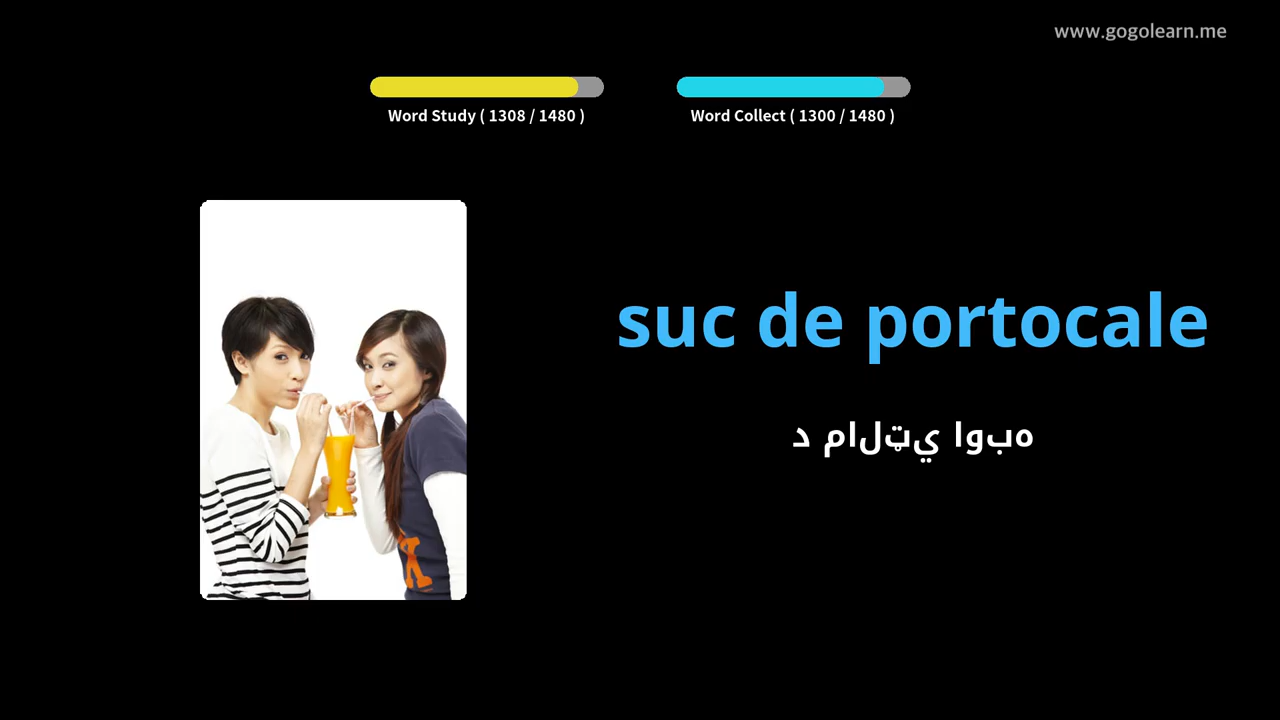 www.gogolearn.me
Word Study ( 1308 / 1480 )
Word Collect ( 1300 / 1480 )
suc de portocale
د مالټي اوبه